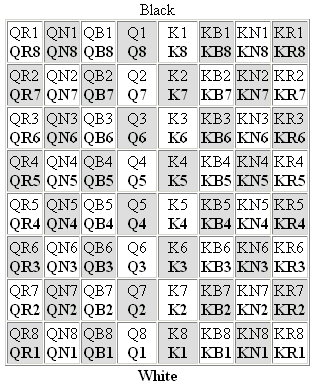 Black
QR1 QN1 QB1 Q1 K1 KB1 KN1 KR1
QR8 QN8 QB8 Q8 K8 KB8 KN8 KR8
QR2 QN2 QB2 Q2 K2 KB2 KN2 KR2
QR7 QN7 QB7 Q7 K7 KB7 KN7 KR7
QR3 QN3 QB3 Q3 K3 KB3 KN3 KR3
QR6 QN6 QB6 Q6 K6 KB6 KN6 KR6
QR4 QN4 QB4 Q4 K4 KB4 KN4 KR4
QR5 QN5 QB5 Q5 K5 KB5 KN5 KR5
QR5 QN5 QB5 Q5 K5 KB5 KN5 KR5
QR4 QN4 QB4 Q4 K4 KB4 KN4 KR4
QR6 QN6 QB6 Q6 K6 KB6 KN6 KR6
QR3 QN3 QB3 Q3 K3 KB3 KN3 KR3
QR7 QN7 QB7 Q7 K7 KB7 KN7 KR7
QR2 QN2 QB2 Q2 K2 KB2 KN2 KR2
QR8 QN8 QB8 Q8 K8 KB8 KN8 KR8
QR1 QN1 QB1 Q1 K1 KB1 KN1 KR1
White